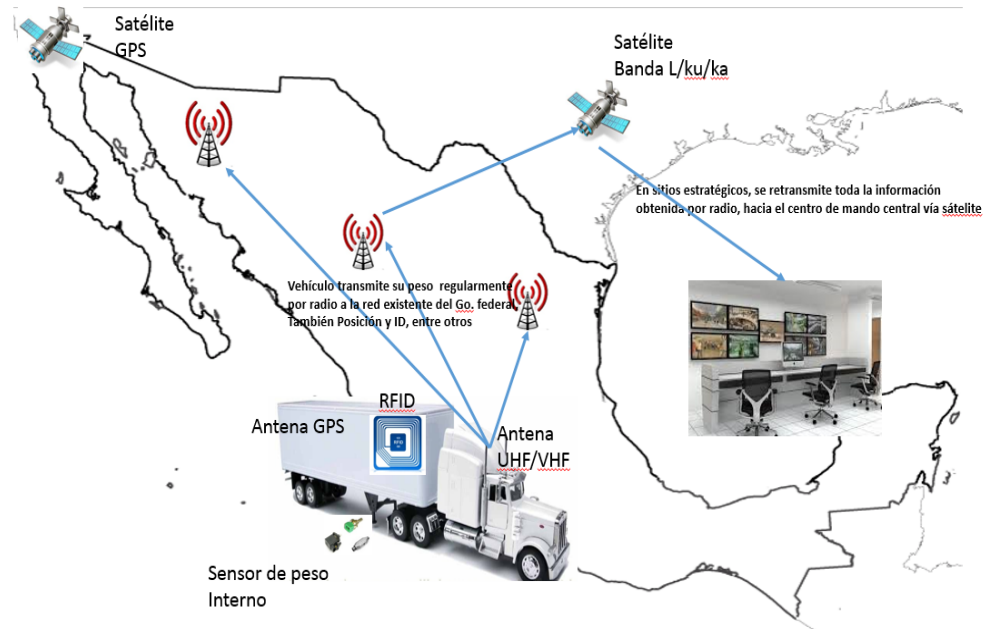 Satélite
GPS
Satélite
Banda L/ku/ka
En sitios estratégicos, se retransmite toda la información
obtenida por radio, hacia el centro de mando central vía sátelite
Vehículo transmite su peso regularmente
por radio a la red existente del Go. federal.
También Posición y ID, entre otros
RFID
Antena GPS
RFID
Antena
UHF/VHF
Sensor de peso
Interno